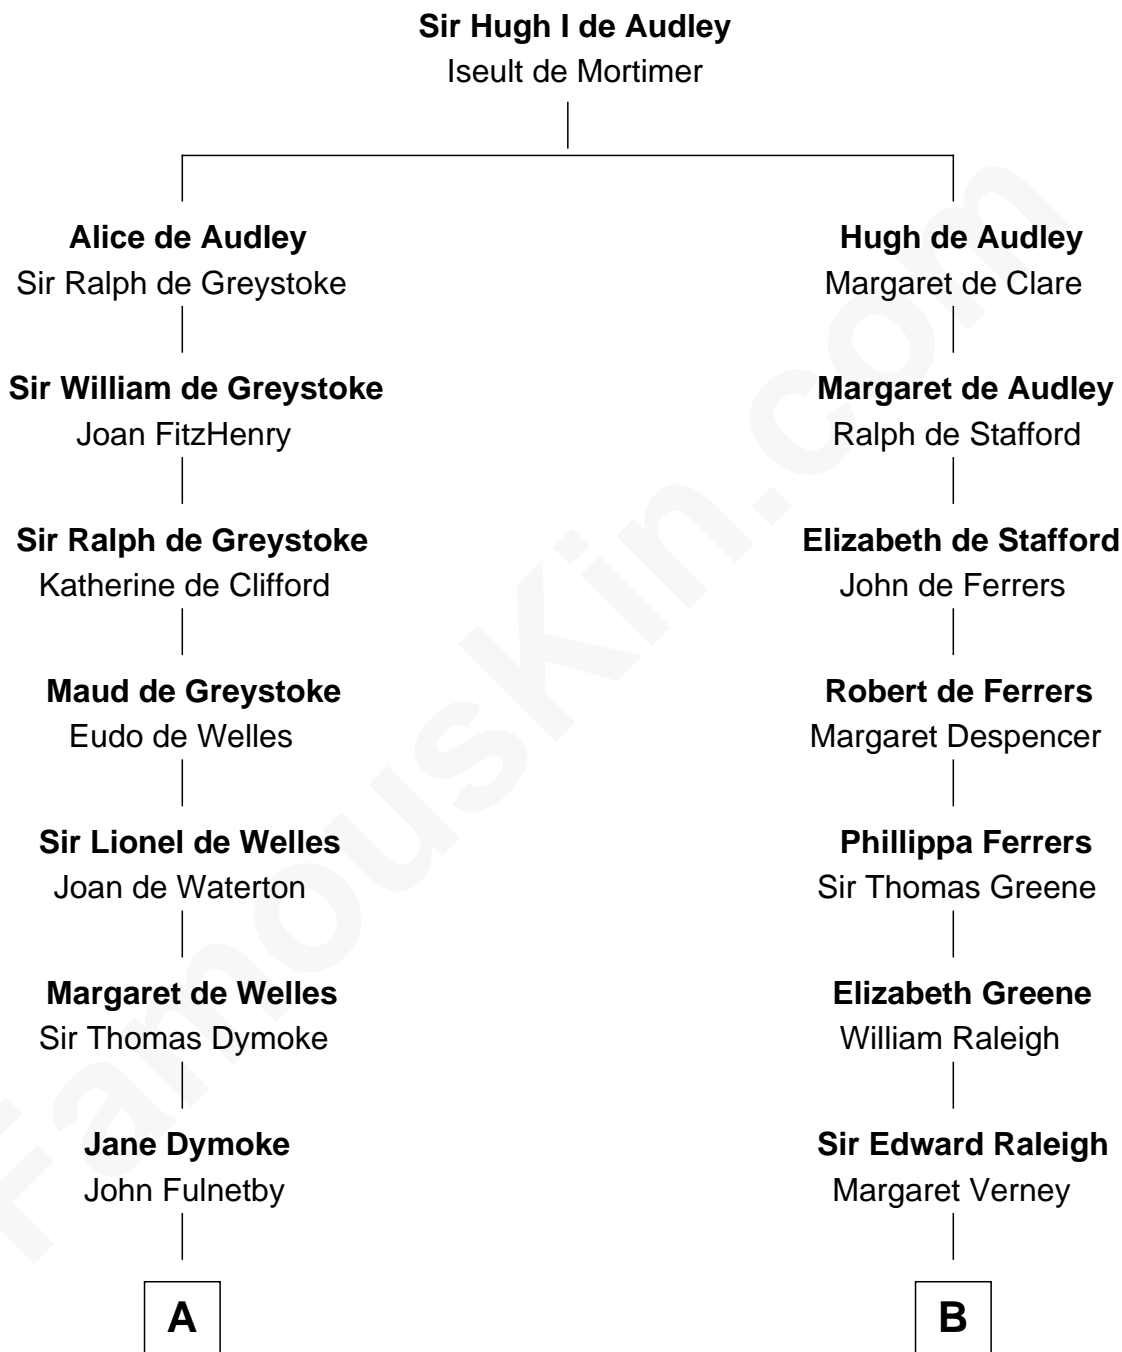 Sir Hugh I de Audley
Iseult de Mortimer
Alice de Audley
Sir Ralph de Greystoke
Hugh de Audley
Margaret de Clare
Sir William de Greystoke
Joan FitzHenry
Margaret de Audley
Ralph de Stafford
Sir Ralph de Greystoke
Katherine de Clifford
Elizabeth de Stafford
John de Ferrers
Maud de Greystoke
Eudo de Welles
Robert de Ferrers
Margaret Despencer
Sir Lionel de Welles
Joan de Waterton
Phillippa Ferrers
Sir Thomas Greene
Margaret de Welles
Sir Thomas Dymoke
Elizabeth Greene
William Raleigh
Jane Dymoke
John Fulnetby
Sir Edward Raleigh
Margaret Verney
A
B
FamousKin.com